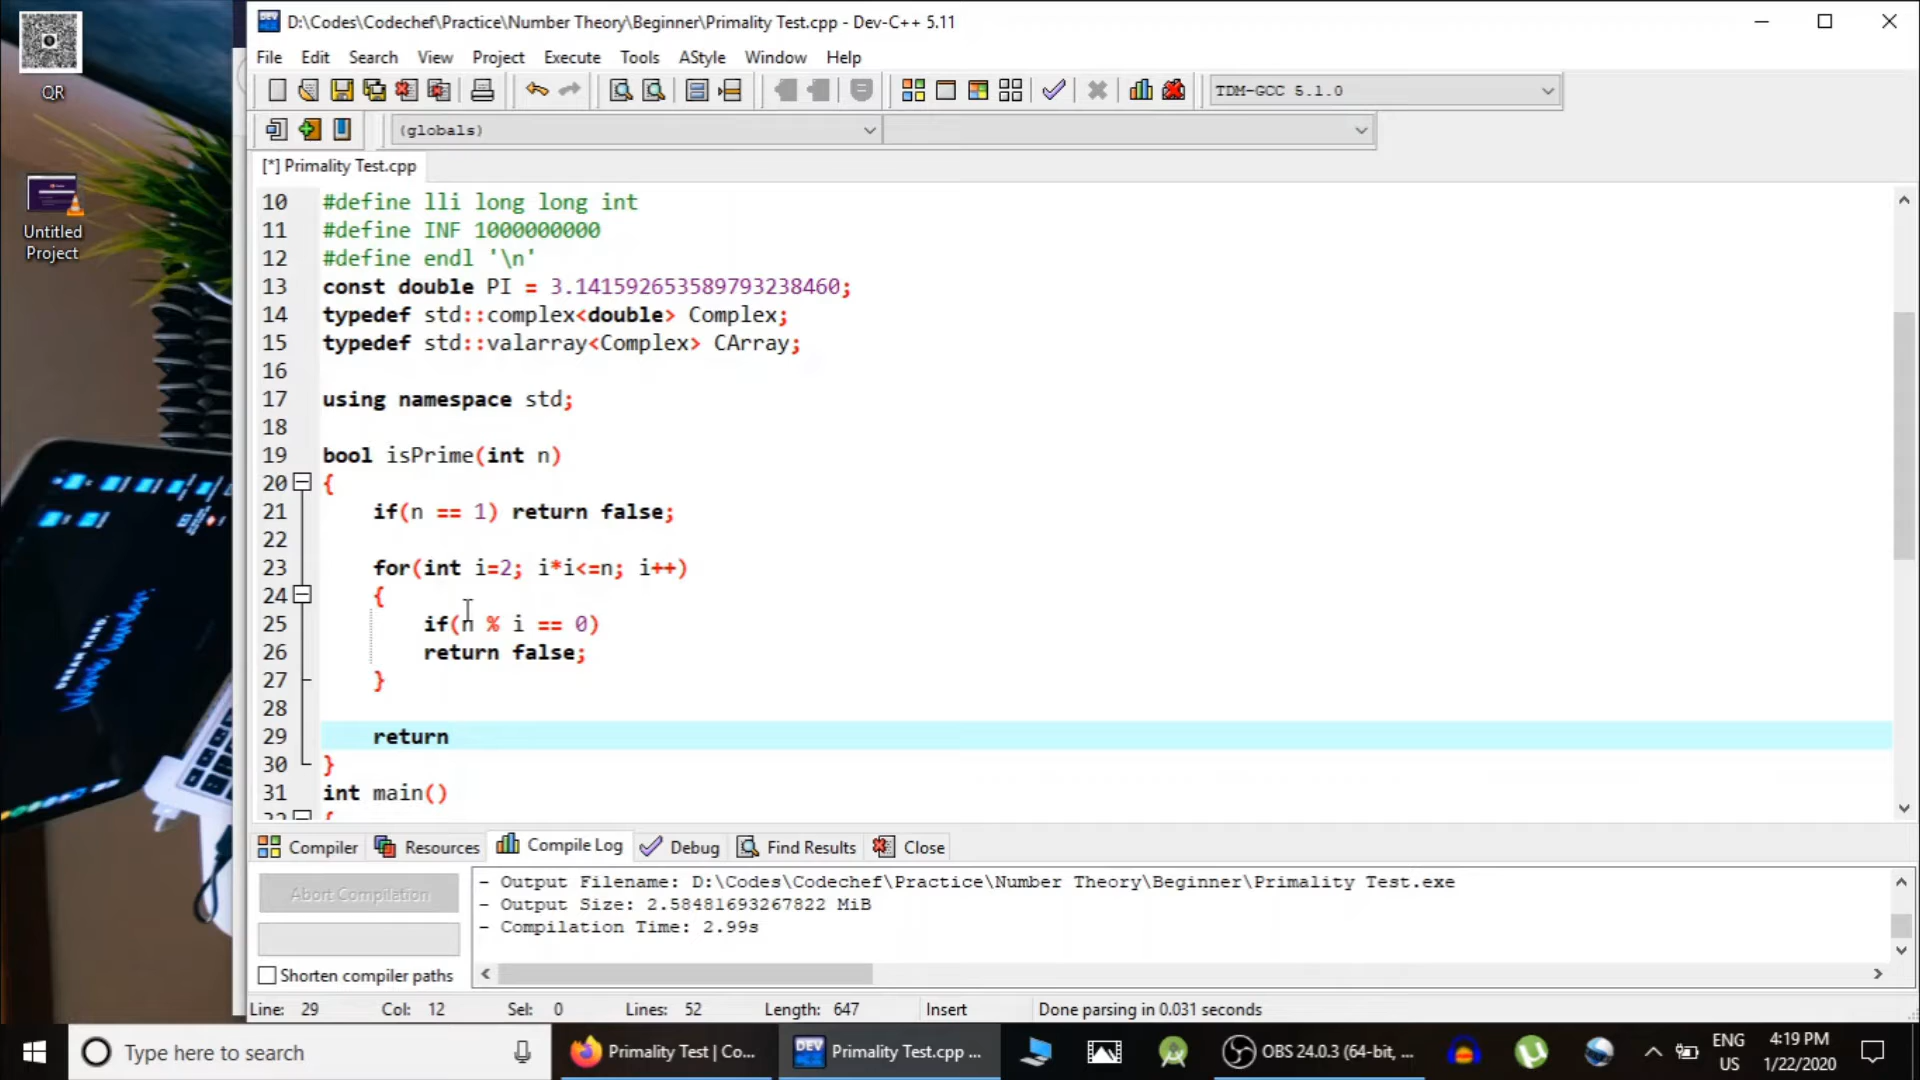 QR
Untitled
Project
D:\Codes\Codechef\Practice\Number Theory\Beginner\Primality Test.cpp - Dev-C++ 5.11
File Edit Search View Project Execute Tools AStyle Window Help
TDM-GCC 5.1.0
(globals)
[*] Primality Test.cpp
10 #define lli long long int
11 #define INF 1000000000
12 #define endl '\n'
13 const double PI = 3.141592653589793238460;
14 typedef std::complex<double> Complex;
15 typedef std::valarray<Complex> CArray;
16
17 using namespace std;
18
19 bool isPrime(int n)
20 {
21 if(n == 1) return false;
22
23 for(int i=2; i*i<=n; i++)
24 {
25 if(n % i == 0)
26 return false;
27 }
28
29 return
30 }
31 int main()
32 {
Compiler Resources Compile Log Debug Find Results Close
Abort Compilation
Shorten compiler paths
- Output Filename: D:\Codes\Codechef\Practice\Number Theory\Beginner\Primality Test.exe
- Output Size: 2.58481693267822 MiB
- Compilation Time: 2.99s
Line: 29 Col: 12 Sel: 0 Lines: 52 Length: 647 Insert Done parsing in 0.031 seconds
Type here to search
Primality Test | Co...
DEV
Primality Test.cpp ...
OBS 24.0.3 (64-bit, ...
ENG
US
4:19 PM
1/22/2020